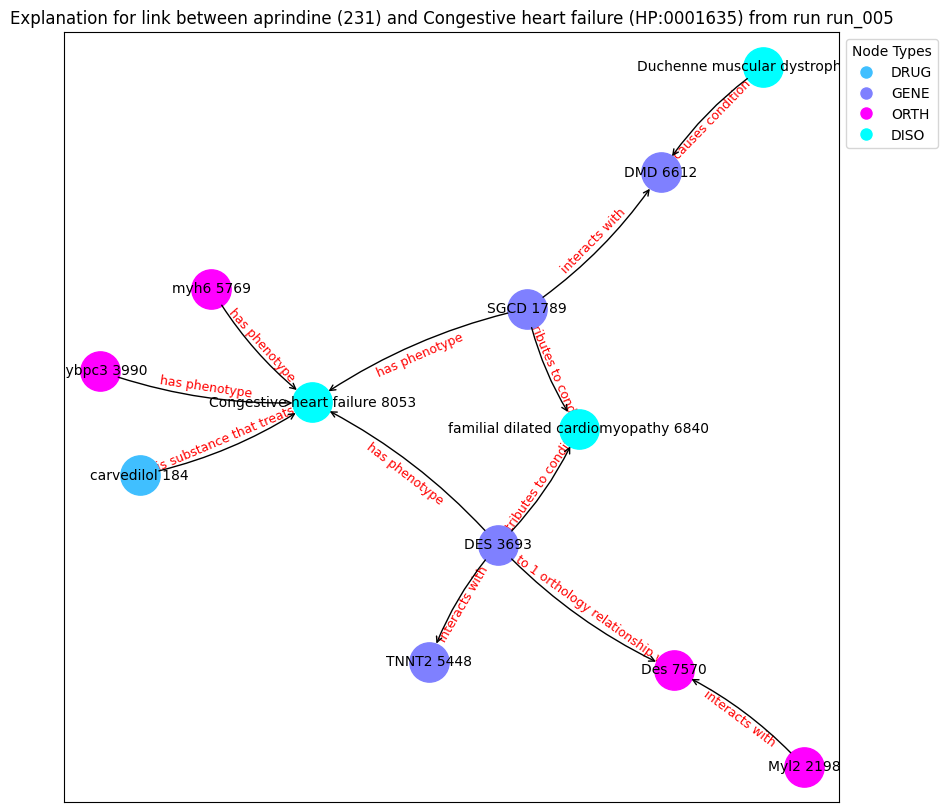 Explanation for link between aprindine (231) and Congestive heart failure (HP:0001635) from run run_005
Node Types
DRUG
GENE
ORTH
DISO
Duchenne muscular dystroph
causes condition
DMD 6612
interacts with
myh6 5769
SGCD 1789
has phenotype
has phenotype
ributes to cond
ybpc3 3990
has phenotype
Congestive heart failure 8053
is substance that treats
familial dilated cardiomyopathy 6840
carvedilol 184
has phenotype
ributes to condi
DES 3693
to 1 orthology relationship
interacts with
TNNT2 5448
Des 7570
interacts with
Myl2 2198